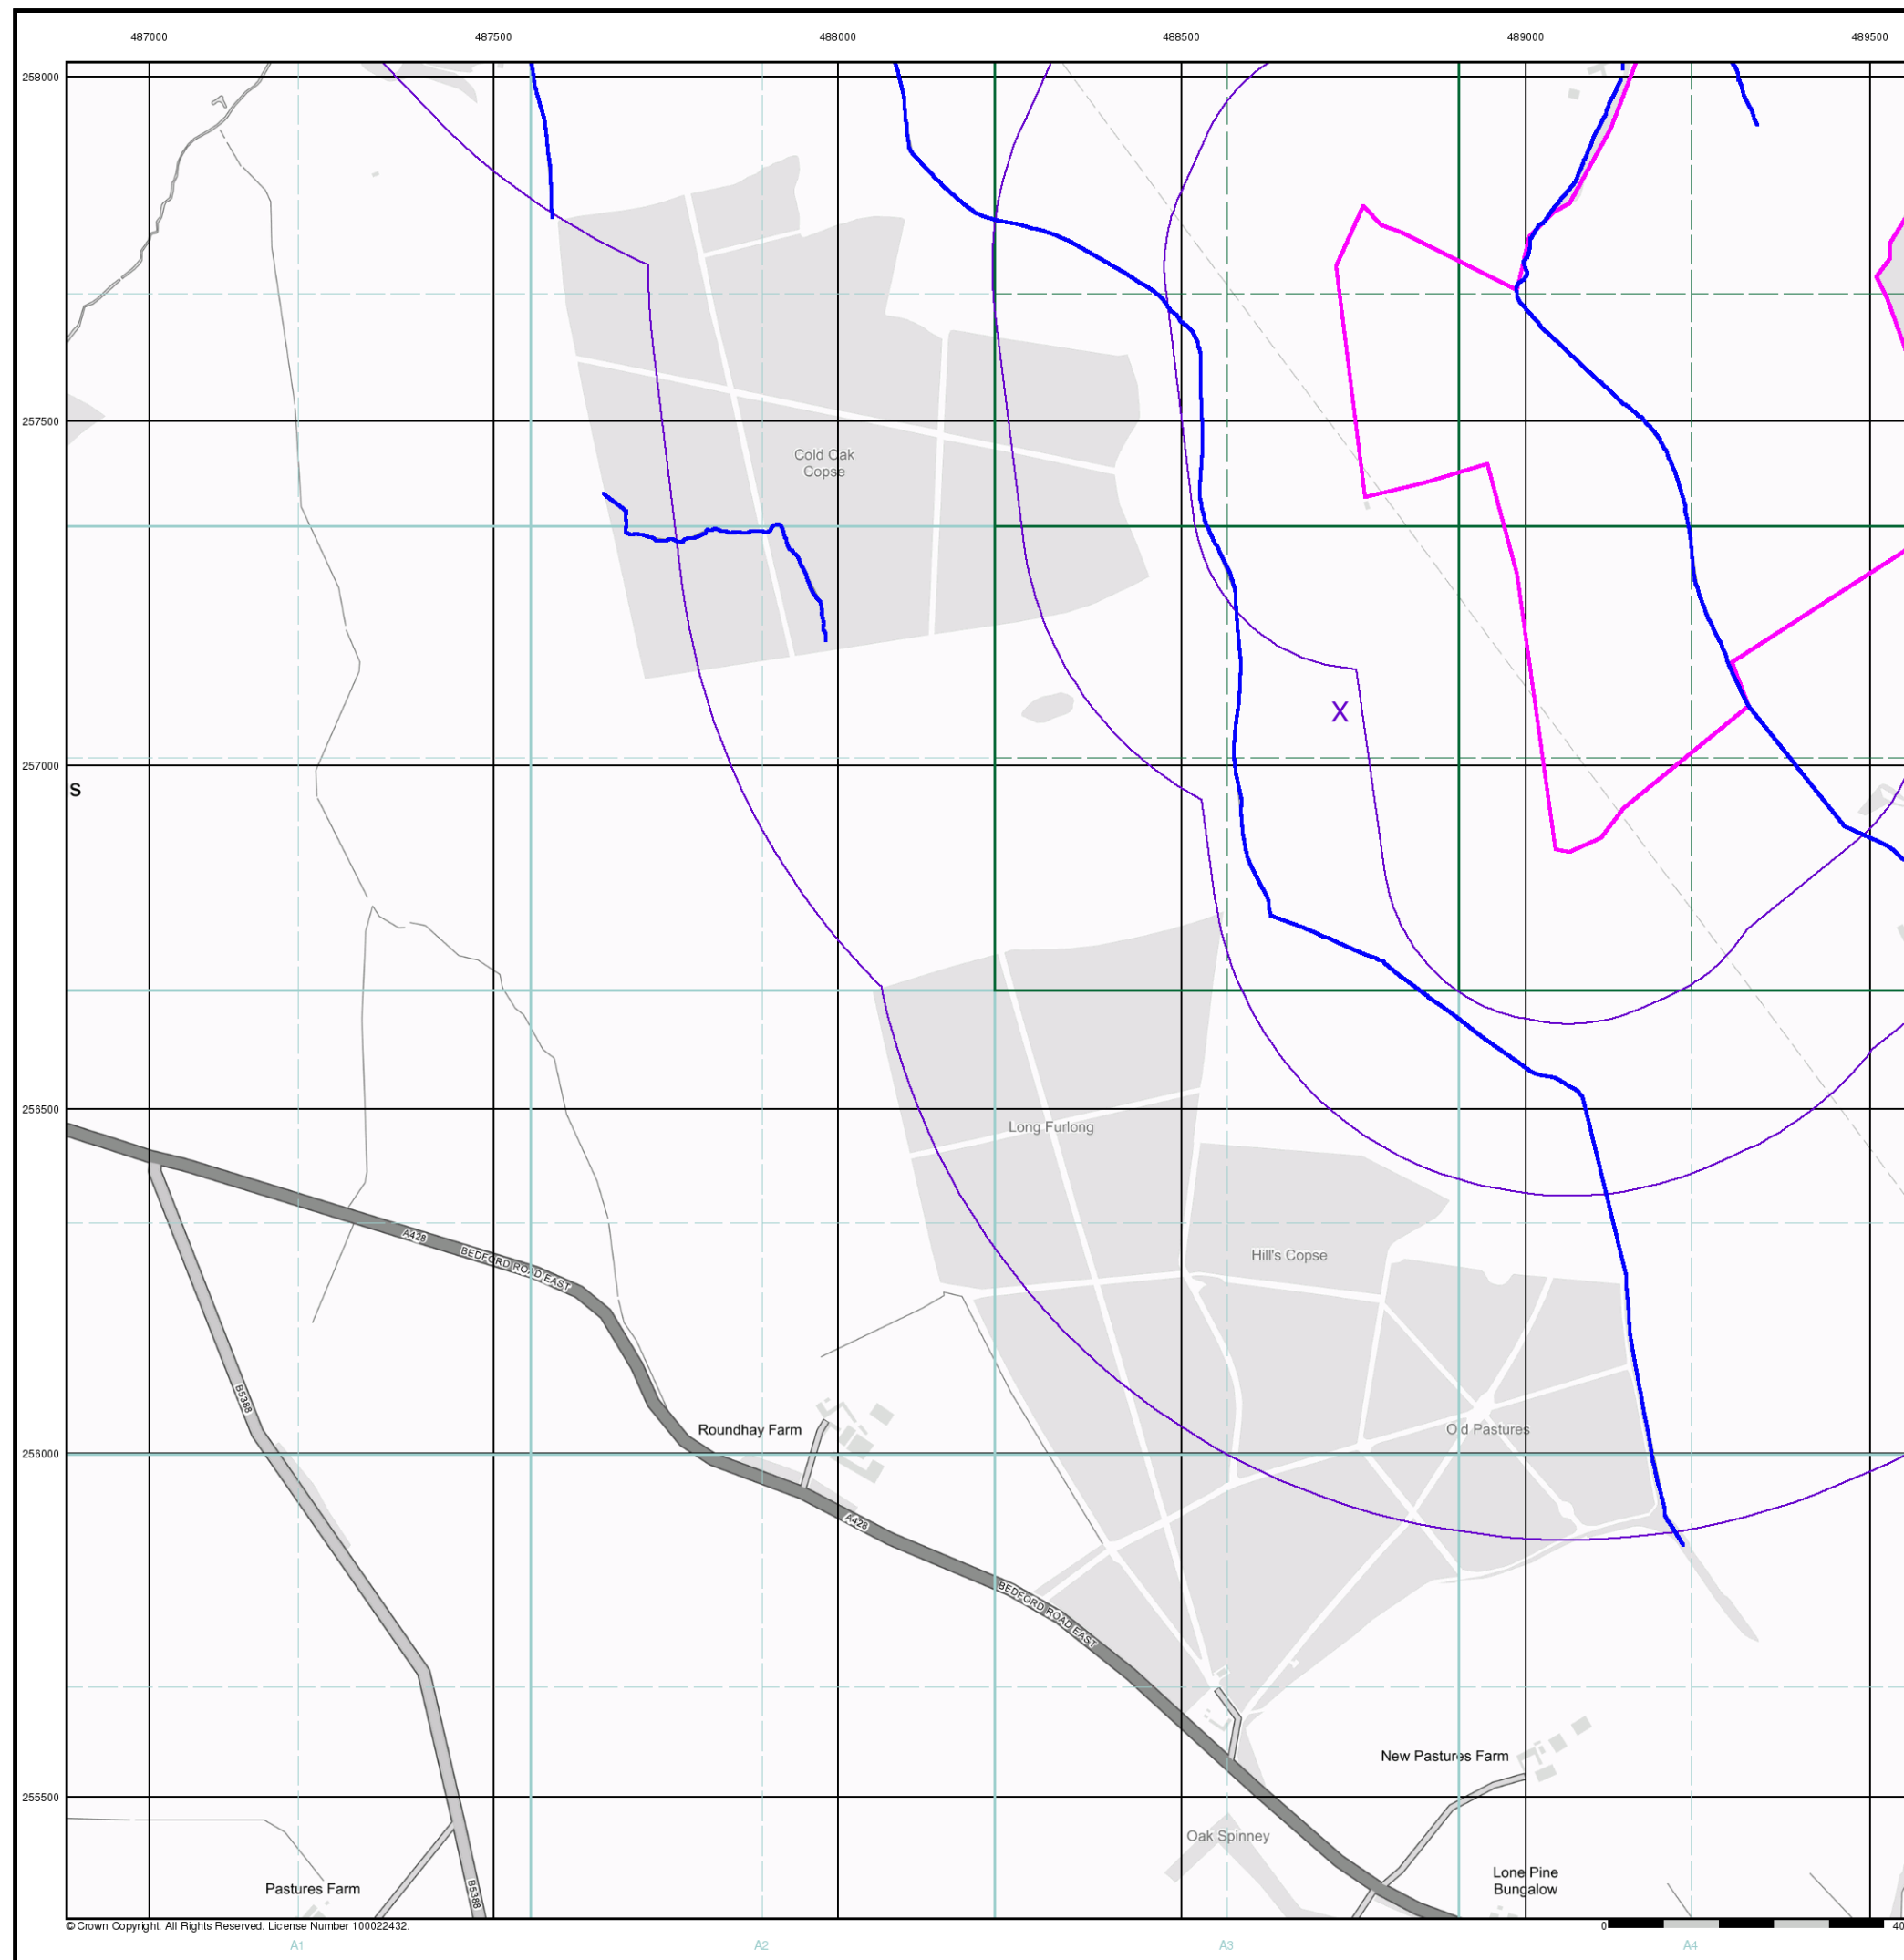 487000 487500 488000 488500 489000 489500
258000
257500
Cold Oak
Copse
X
257000
S
256500
Long Furlong
A428
BEDFORD ROAD EAST
Hill's Copse
B5388
Roundhay Farm
Old Pastures
256000
A428
BEDFORD ROAD EAST
New Pastures Farm
255500
Oak Spinney
Lone Pine
Bungalow
Pastures Farm
B5388
© Crown Copyright. All Rights Reserved. License Number 100022432.
0 40
A1 A2 A3 A4